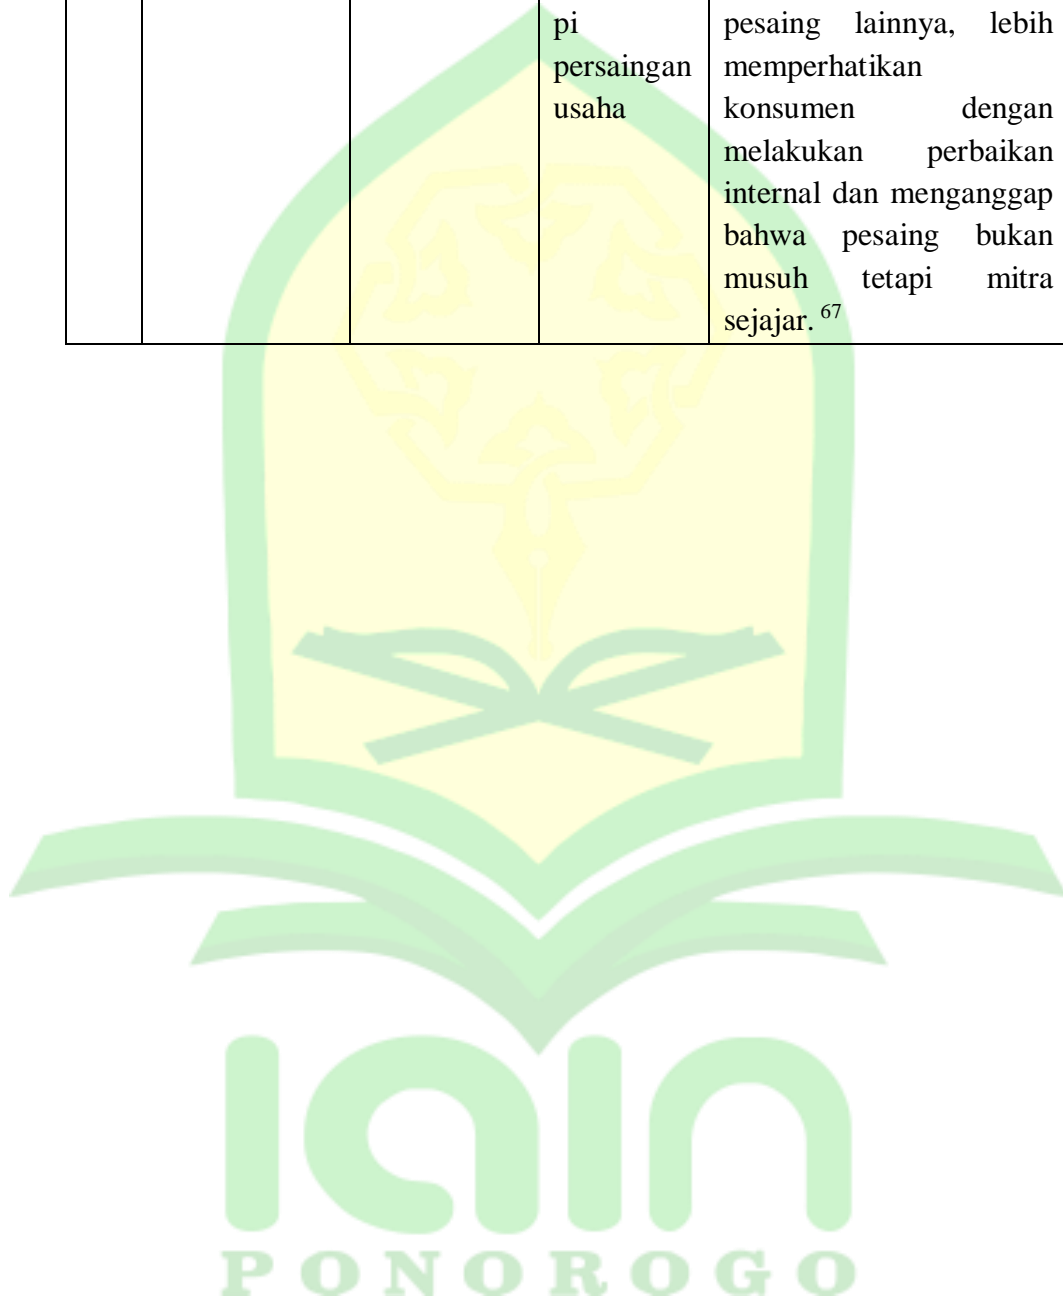 pi
persaingan
usaha
pesaing lainnya, lebih
memperhatikan
konsumen dengan
melakukan perbaikan
internal dan menganggap
bahwa pesaing bukan
musuh tetapi mitra
sejajar. 67
iain
PONOROGO